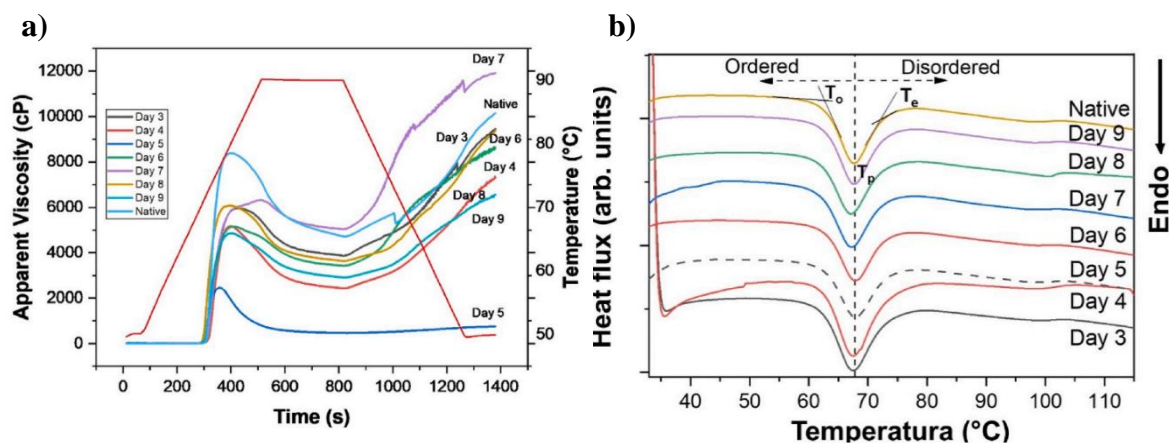 a)
12000
10000
8000
6000
4000
2000
0
Apparent Viscosity (cP)
Day 3
Day 4
Day 5
Day 6
Day 7
Day 8
Day 9
Native
Day 7
Native
Day 3
Day 6
Day 4
Day 8
Day 9
Day 5
90
80
70
60
50
Temperature (°C)
0 200 400 600 800 1000 1200 1400
Time (s)
b)
Ordered Disordered
To Te
Tp
Native
Day 9
Day 8
Day 7
Day 6
Day 5
Day 4
Day 3
Heat flux (arb. units)
Endo
40 50 60 70 80 90 100 110
Temperatura (°C)